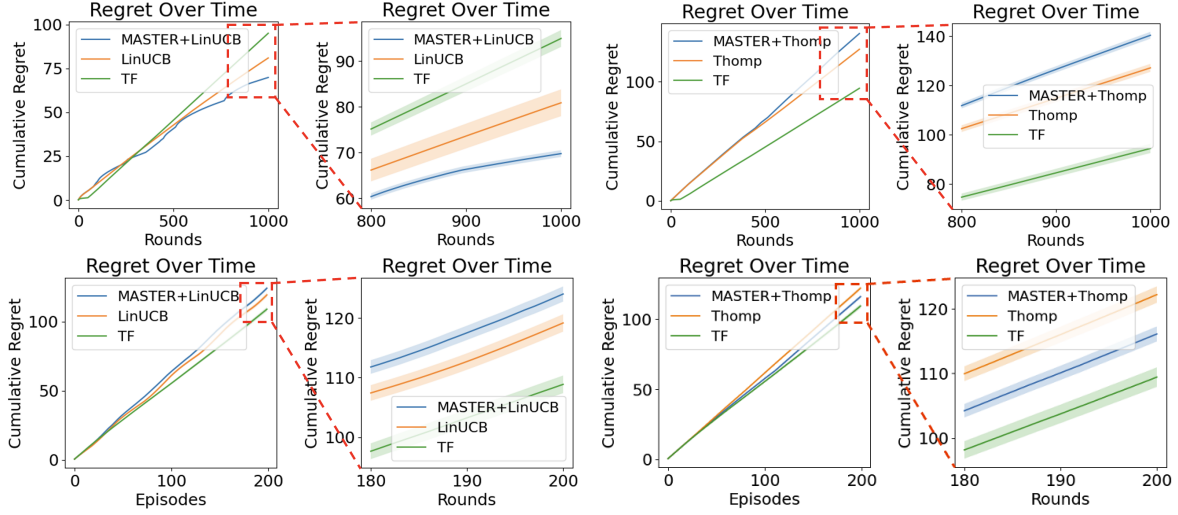 Regret Over Time
Cumulative Regret
100
75
50
25
0
MASTER+LinUCB
LinUCB
TF
0
500
1000
Rounds
Regret Over Time
Cumulative Regret
90
80
70
60
MASTER+LinUCB
LinUCB
TF
800
900
1000
Rounds
Regret Over Time
Cumulative Regret
100
50
0
MASTER+Thomp
Thomp
TF
0
500
1000
Rounds
Regret Over Time
Cumulative Regret
140
120
100
80
MASTER+Thomp
Thomp
TF
800
900
1000
Rounds
Regret Over Time
Cumulative Regret
100
50
0
MASTER+LinUCB
LinUCB
TF
0
100
200
Episodes
Regret Over Time
Cumulative Regret
120
110
100
MASTER+LinUCB
LinUCB
TF
180
190
200
Rounds
Regret Over Time
Cumulative Regret
100
50
0
MASTER+Thomp
Thomp
TF
0
100
200
Episodes
Regret Over Time
Cumulative Regret
120
110
100
MASTER+Thomp
Thomp
TF
180
190
200
Rounds